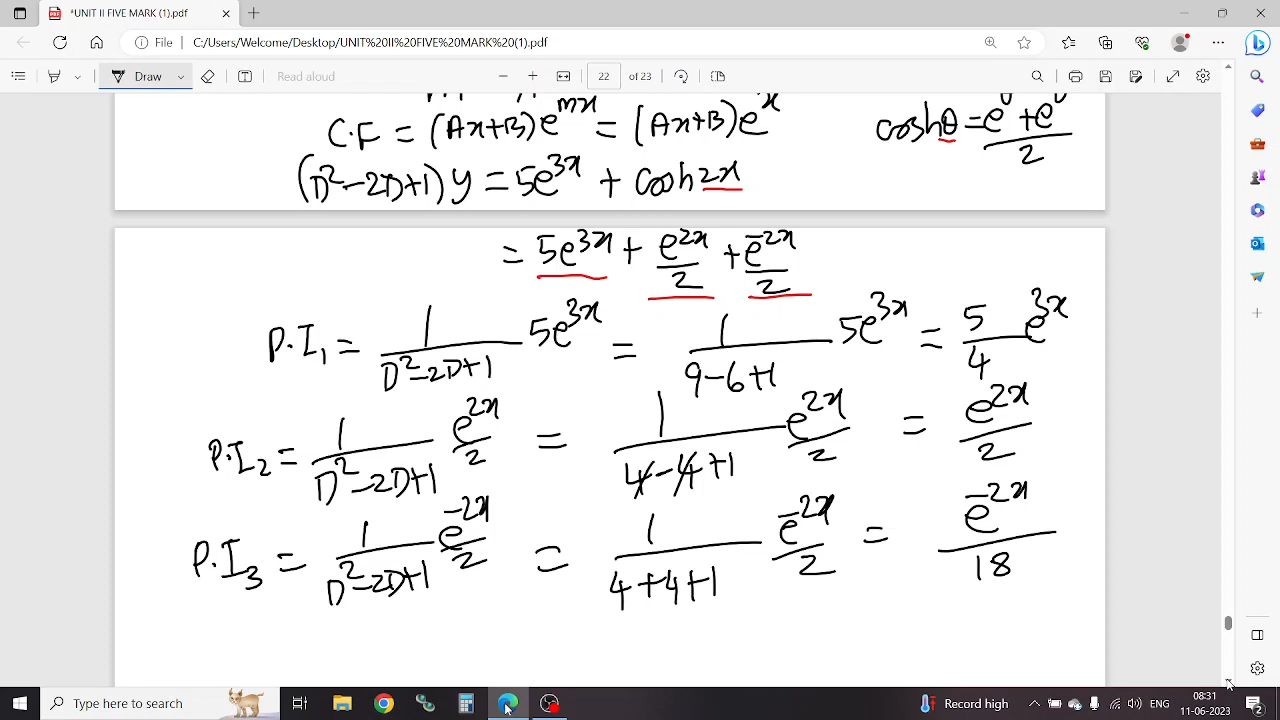 *UNIT II FIVE MARK (1).pdf
File C:/Users/Welcome/Desktop/UNIT%20II%20FIVE%20MARK%20(1).pdf
Draw Read aloud 22 of 23
C.F = (Ax+B)e^{mx} = (Ax+B)e^{x}
coshθ = e^{θ}+e^{-θ}/2
(D²-2D+1)y = 5e^{3x} + cosh 2x
= 5e^{3x} + e^{2x}/2 + e^{-2x}/2
P.I₁ = 1/(D²-2D+1) 5e^{3x} = 1/(9-6+1) 5e^{3x} = 5/4 e^{3x}
P.I₂ = 1/(D²-2D+1) e^{2x}/2 = 1/(4-4+1) e^{2x}/2 = e^{2x}/2
P.I₃ = 1/(D²-2D+1) e^{-2x}/2 = 1/(4+4+1) e^{-2x}/2 = e^{-2x}/18
Type here to search
Record high
ENG
08:31
11-06-2023
2